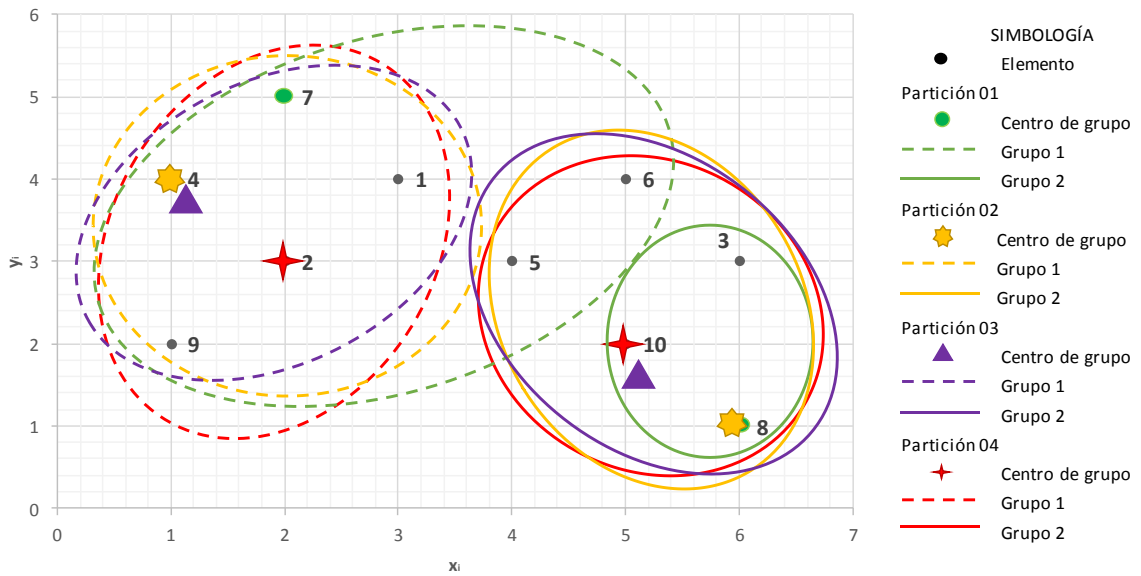 6
5
4
3
2
1
0
yᵢ
7
4
1
6
2
5
3
9
10
8
0
1
2
3
4
5
6
7
xᵢ
SIMBOLOGÍA
Elemento
Partición 01
Centro de grupo
Grupo 1
Grupo 2
Partición 02
Centro de grupo
Grupo 1
Grupo 2
Partición 03
Centro de grupo
Grupo 1
Grupo 2
Partición 04
Centro de grupo
Grupo 1
Grupo 2